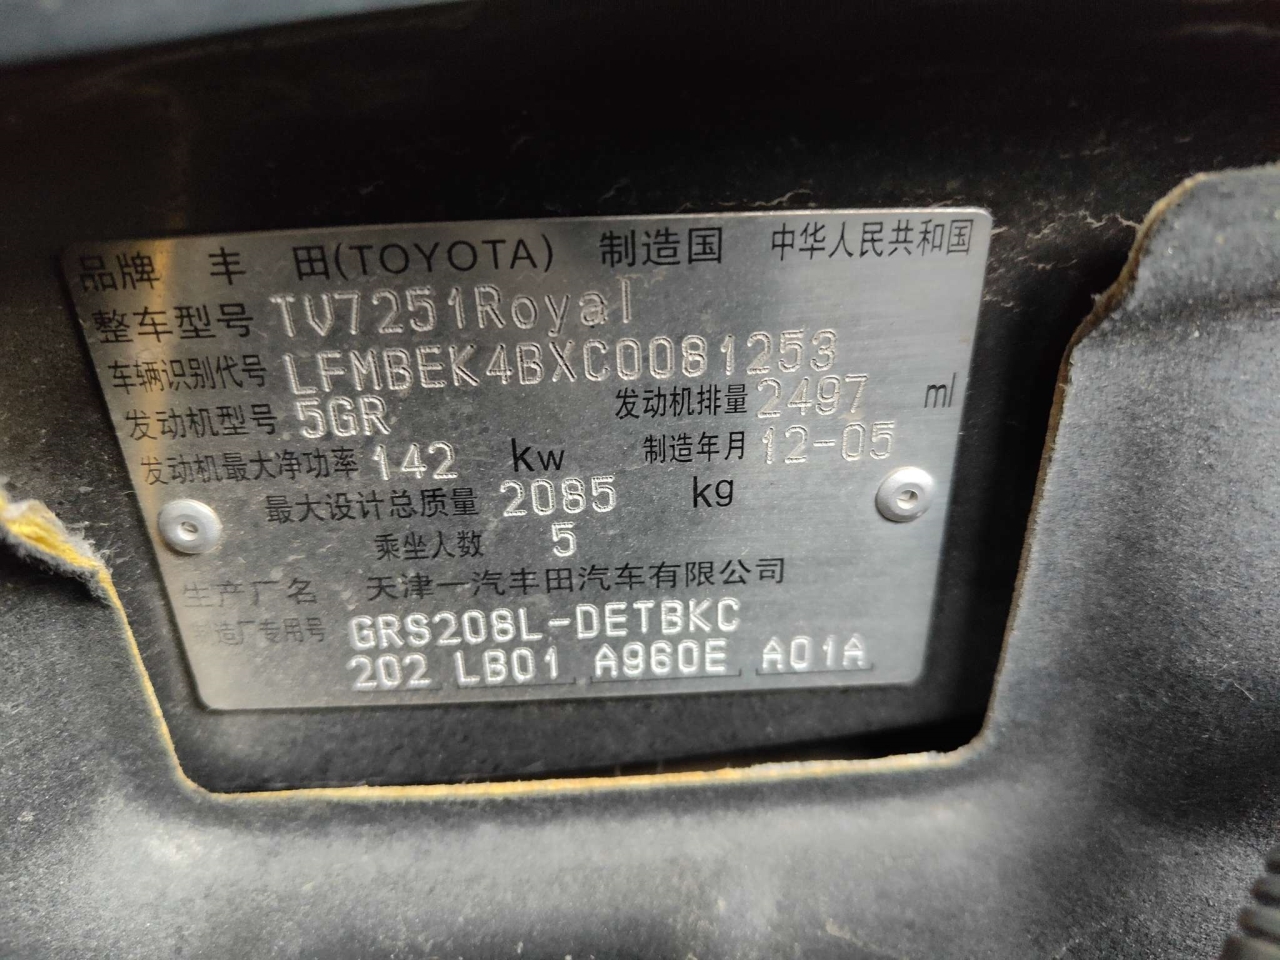 品牌 丰田(TOYOTA) 制造国 中华人民共和国
整车型号 TV7251Royal
车辆识别代号 LFMBEK4BXC0081253
发动机型号 5GR 发动机排量 2497 ml
发动机最大净功率 142 kw 制造年月 12-05
最大设计总质量 2085 kg
乘坐人数 5
生产厂名 天津一汽丰田汽车有限公司
制造厂专用号 GRS208L-DETBKC
202 LB01 A960E A01A